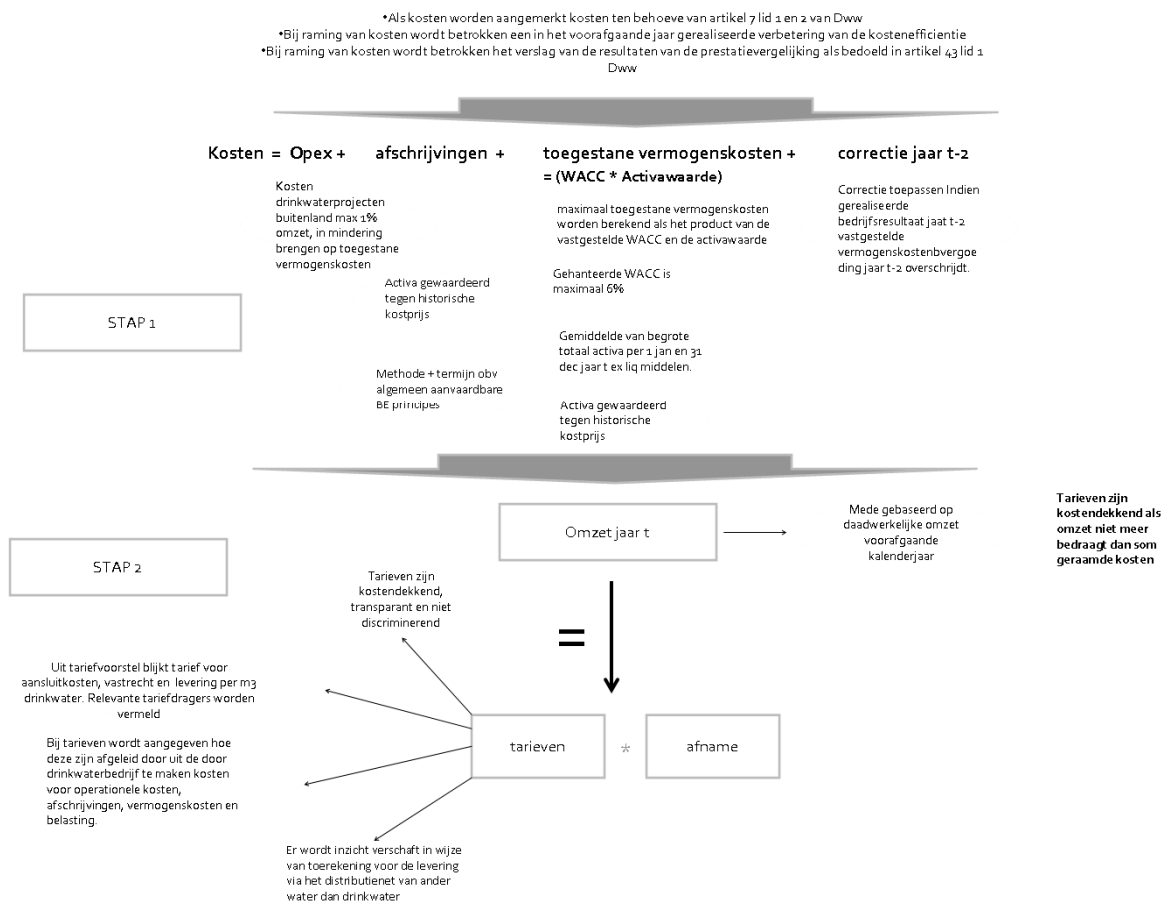 •Als kosten worden aangemerkt kosten ten behoeve van artikel 7 lid 1 en 2 van Dww
•Bij raming van kosten wordt betrokken een in het voorafgaande jaar gerealiseerde verbetering van de kostenefficientie
•Bij raming van kosten wordt betrokken het verslag van de resultaten van de prestatievergelijking als bedoeld in artikel 43 lid 1
Dww
Kosten = Opex + afschrijvingen + toegestane vermogenskosten + correctie jaar t-2
= (WACC * Activawaarde)
Kosten
drinkwaterprojecten
buitenland max 1%
omzet, in mindering
brengen op toegestane
vermogenskosten
Activa gewaardeerd
tegen historische
kostprijs
Methode + termijn obv
algemeen aanvaardbare
BE principes
maximaal toegestane vermogenskosten
worden berekend als het product van de
vastgestelde WACC en de activawaarde
Gehanteerde WACC is
maximaal 6%
Gemiddelde van begrote
totaal activa per 1 jan en 31
dec jaar t ex liq middelen.
Activa gewaardeerd
tegen historische
kostprijs
Correctie toepassen Indien
gerealiseerde
bedrijfsresultaat jaat t-2
vastgestelde
vermogenskostenbvergoe
ding jaar t-2 overschrijdt.
STAP 1
STAP 2
Omzet jaar t
Mede gebaseerd op
daadwerkelijke omzet
voorafgaande
kalenderjaar
Tarieven zijn
kostendekkend als
omzet niet meer
bedraagt dan som
geraamde kosten
Tarieven zijn
kostendekkend,
transparant en niet
discriminerend
=
Uit tariefvoorstel blijkt tarief voor
aansluitkosten, vastrecht en levering per m3
drinkwater. Relevante tariefdragers worden
vermeld
tarieven * afname
Bij tarieven wordt aangegeven hoe
deze zijn afgeleid door uit de door
drinkwaterbedrijf te maken kosten
voor operationele kosten,
afschrijvingen, vermogenskosten en
belasting.
Er wordt inzicht verschaft in wijze
van toerekening voor de levering
via het distributienet van ander
water dan drinkwater